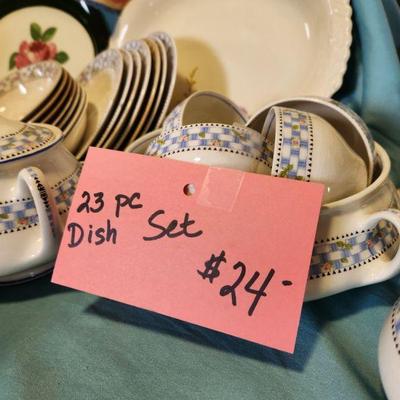 23 pc
Dish Set
$24-